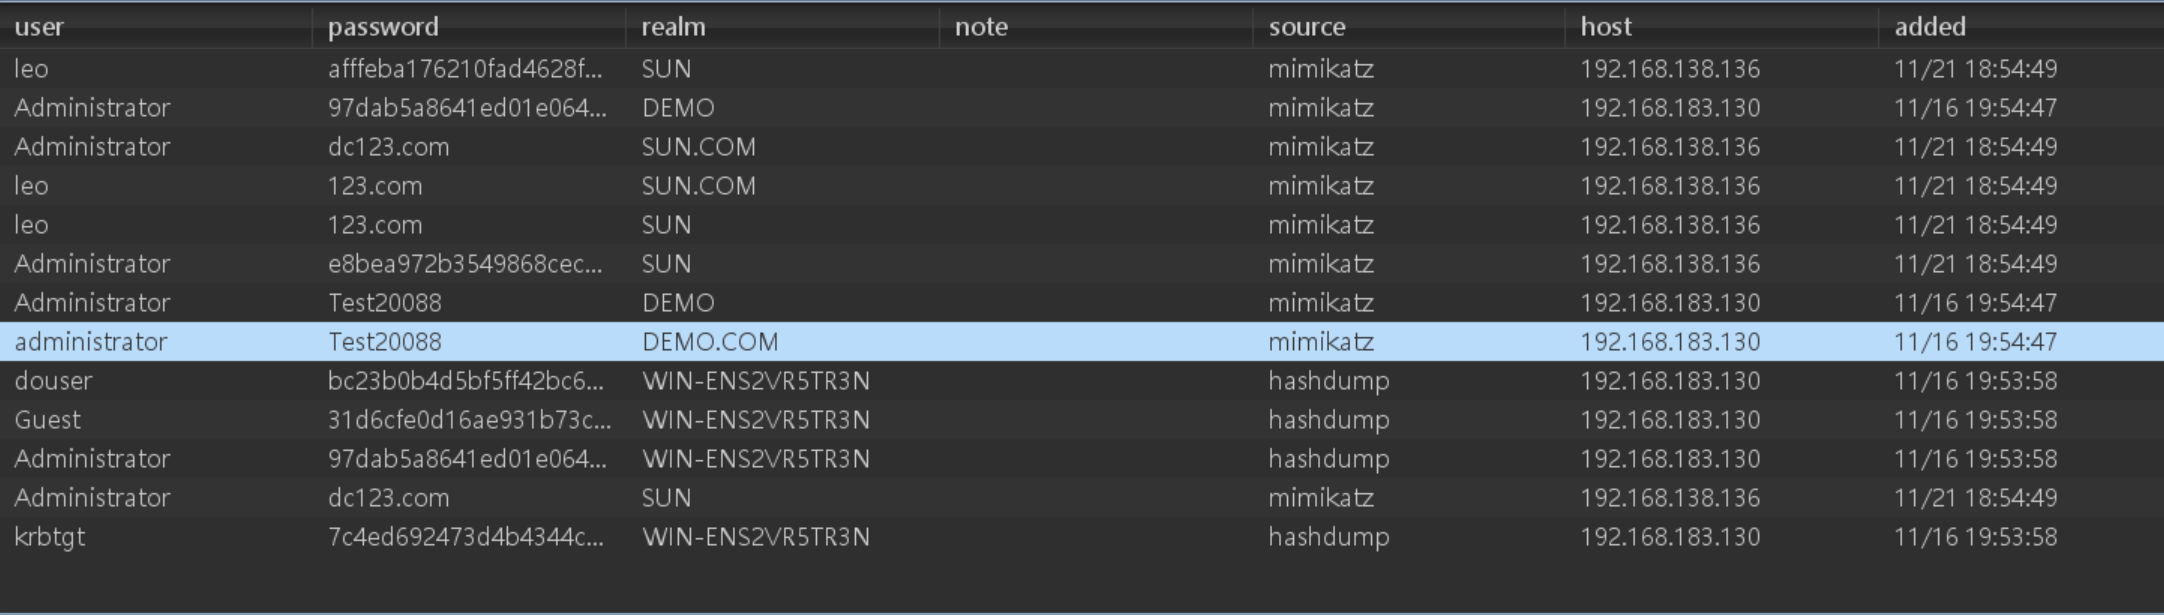 user password realm note source host added
leo afffeba176210fad4628f... SUN mimikatz 192.168.138.136 11/21 18:54:49
Administrator 97dab5a8641ed01e064... DEMO mimikatz 192.168.183.130 11/16 19:54:47
Administrator dc123.com SUN.COM mimikatz 192.168.138.136 11/21 18:54:49
leo 123.com SUN.COM mimikatz 192.168.138.136 11/21 18:54:49
leo 123.com SUN mimikatz 192.168.138.136 11/21 18:54:49
Administrator e8bea972b3549868cec... SUN mimikatz 192.168.138.136 11/21 18:54:49
Administrator Test20088 DEMO mimikatz 192.168.183.130 11/16 19:54:47
administrator Test20088 DEMO.COM mimikatz 192.168.183.130 11/16 19:54:47
douser bc23b0b4d5bf5ff42bc6... WIN-ENS2VR5TR3N hashdump 192.168.183.130 11/16 19:53:58
Guest 31d6cfe0d16ae931b73c... WIN-ENS2VR5TR3N hashdump 192.168.183.130 11/16 19:53:58
Administrator 97dab5a8641ed01e064... WIN-ENS2VR5TR3N hashdump 192.168.183.130 11/16 19:53:58
Administrator dc123.com SUN mimikatz 192.168.138.136 11/21 18:54:49
krbtgt 7c4ed692473d4b4344c... WIN-ENS2VR5TR3N hashdump 192.168.183.130 11/16 19:53:58